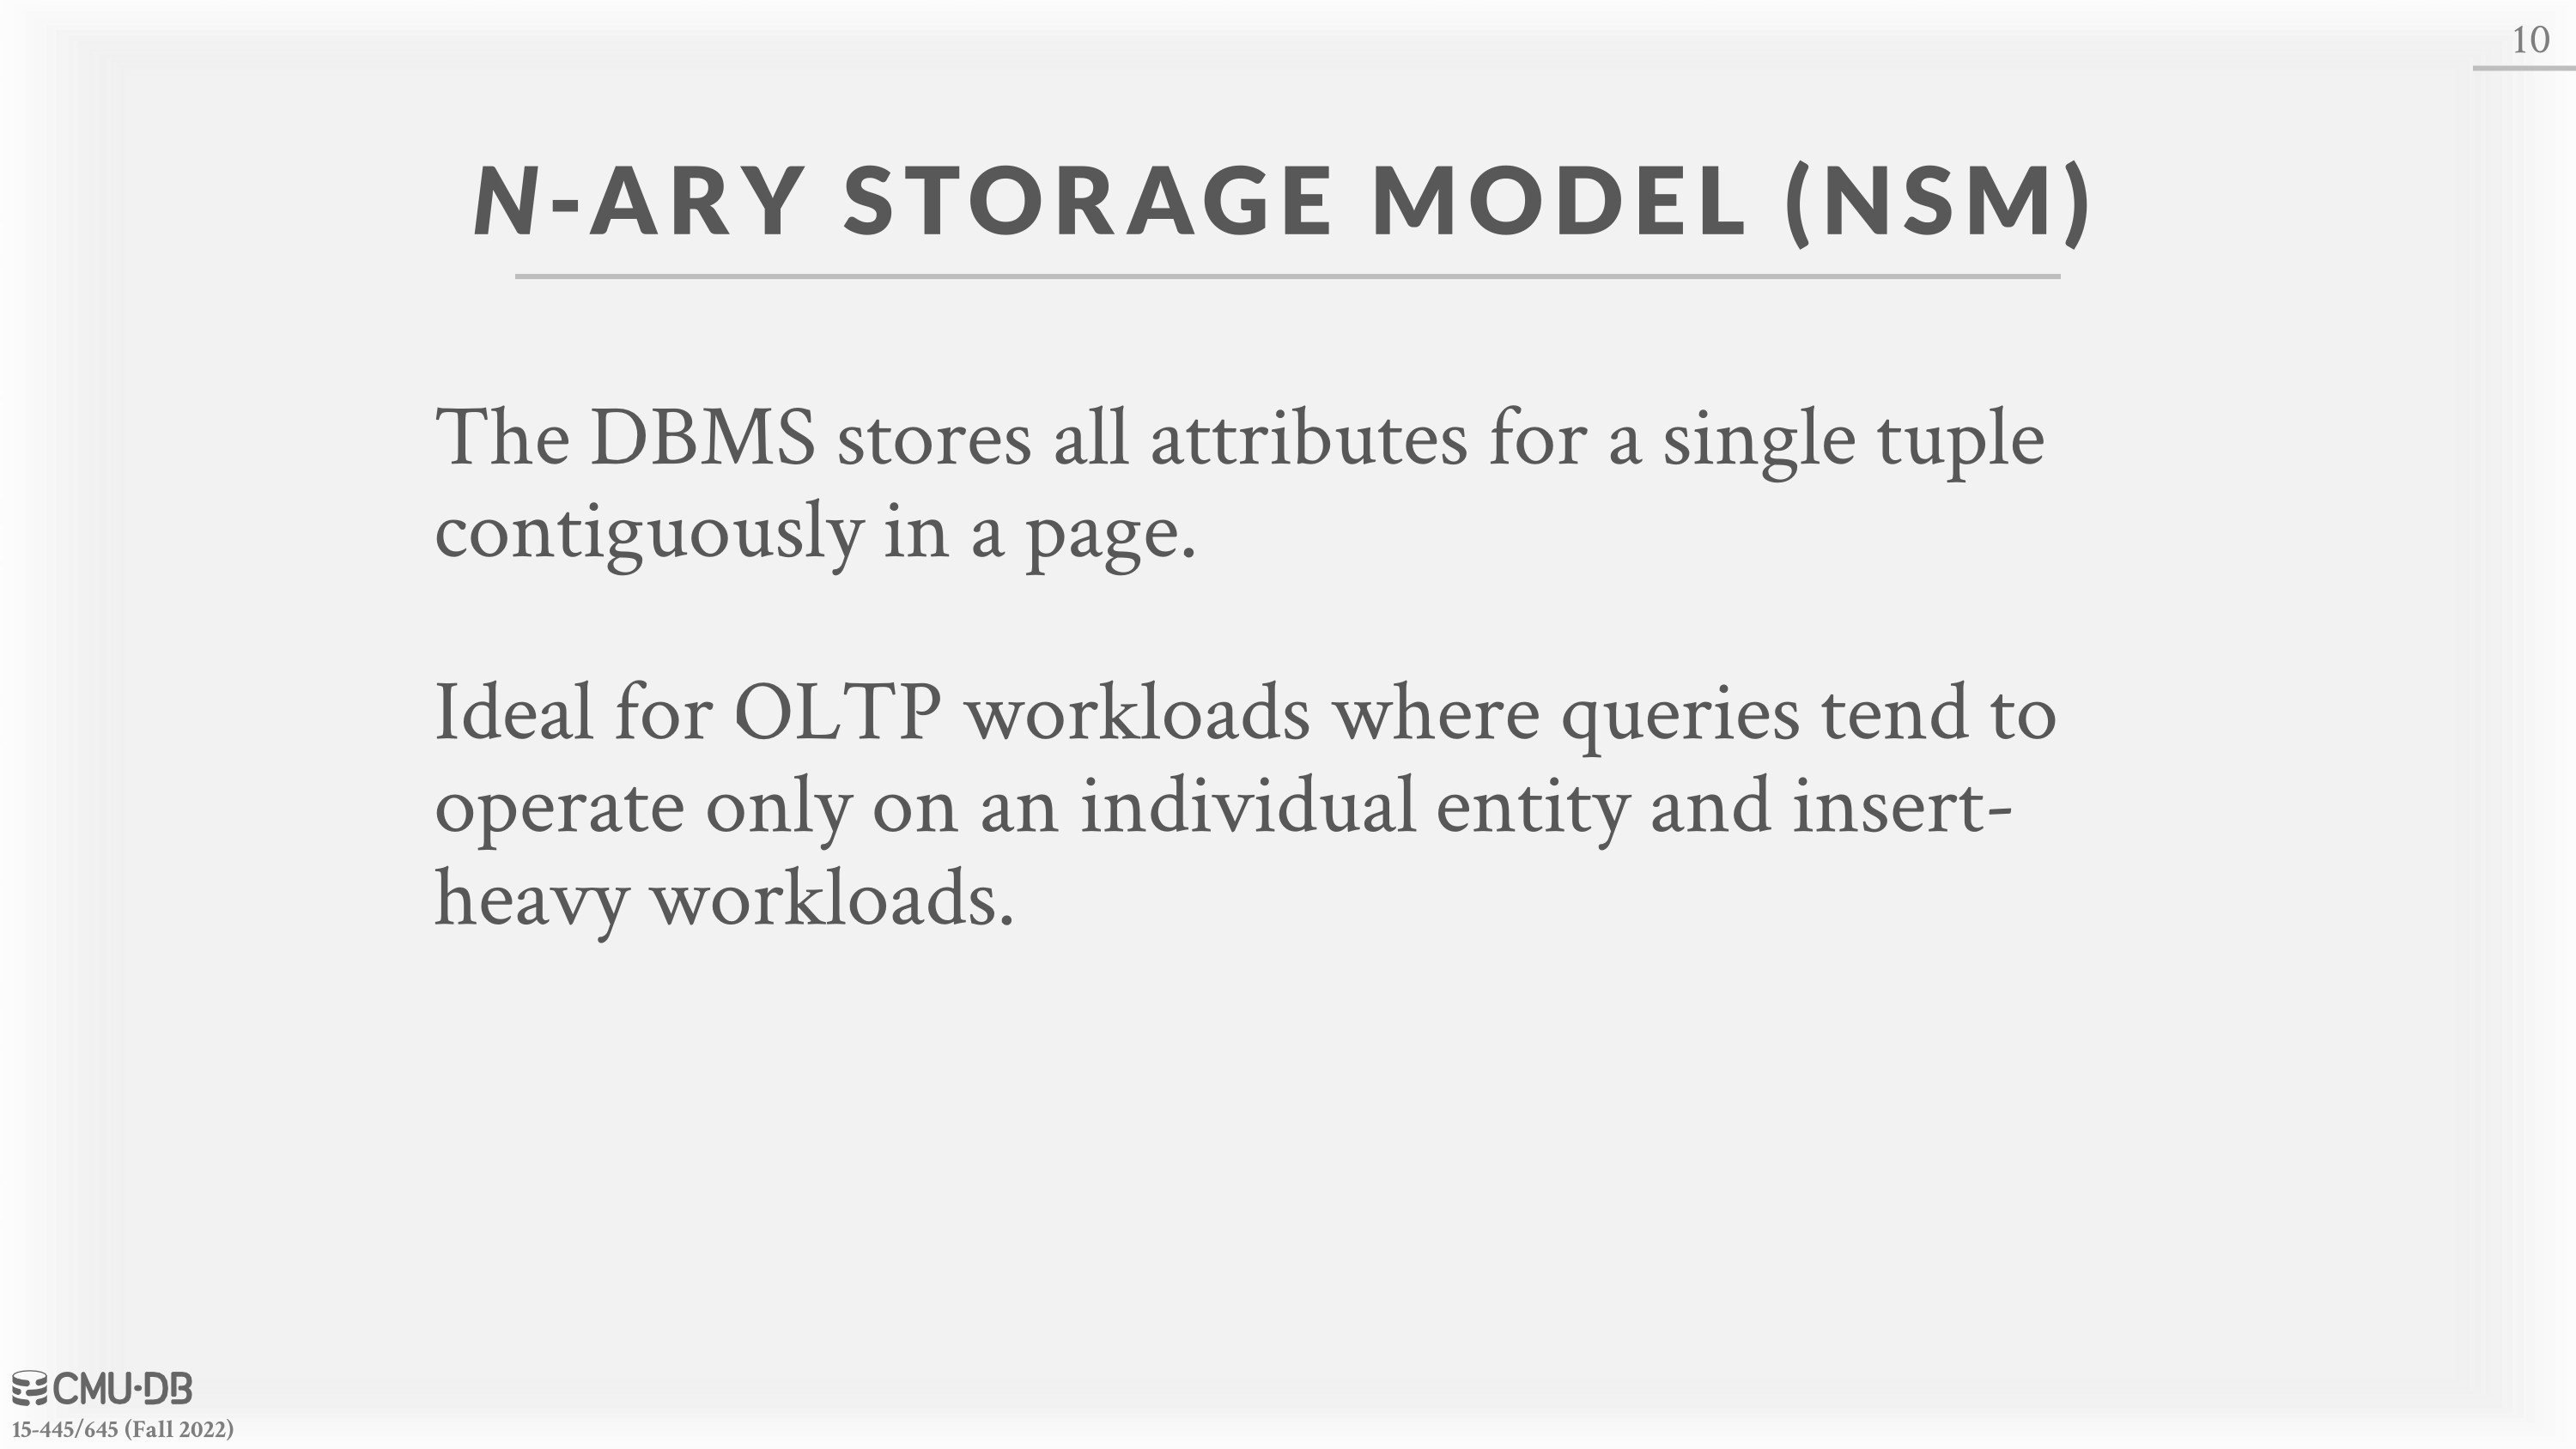 10
N-ARY STORAGE MODEL (NSM)
The DBMS stores all attributes for a single tuple
contiguously in a page.
Ideal for OLTP workloads where queries tend to
operate only on an individual entity and insert-
heavy workloads.
CMU·DB
15-445/645 (Fall 2022)